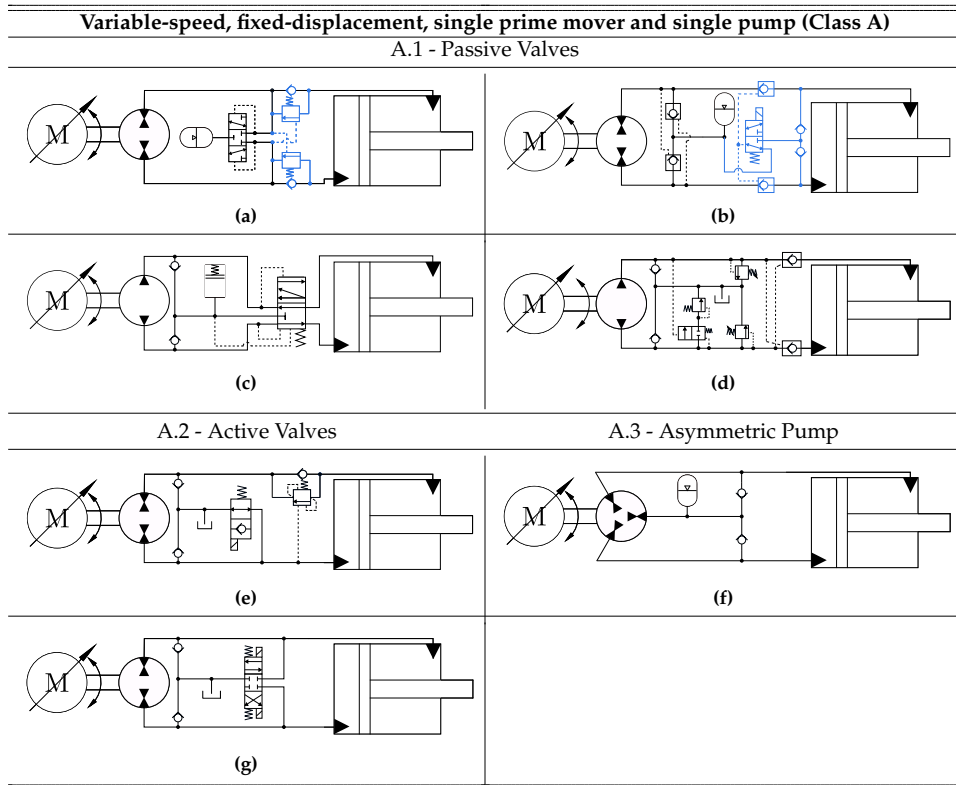 Variable-speed, fixed-displacement, single prime mover and single pump (Class A)
A.1 - Passive Valves
M
M
(a)
(b)
M
M
(c)
(d)
A.2 - Active Valves
A.3 - Asymmetric Pump
M
M
(e)
(f)
M
(g)